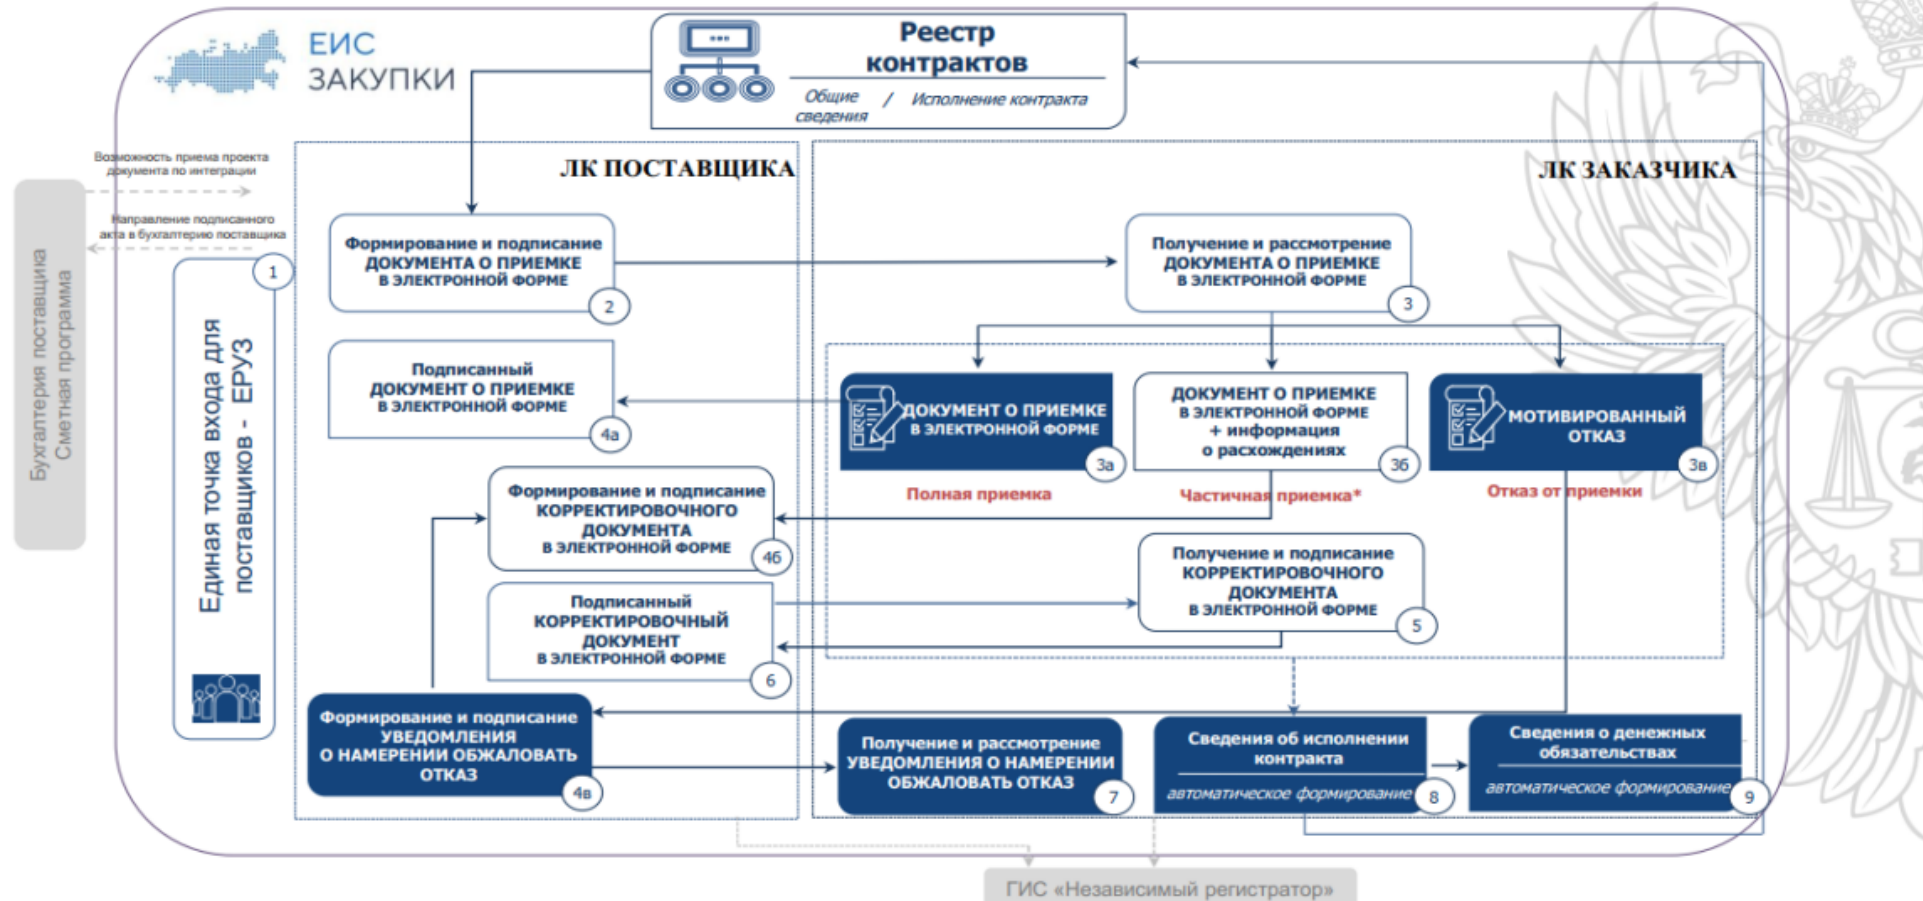 ЕИС
ЗАКУПКИ
Реестр
контрактов
Общие сведения / Исполнение контракта
Возможность приема проекта
документа по интеграции
Направление подписанного
акта в бухгалтерию поставщика
Бухгалтерия поставщика
Сметная программа
1
Единая точка входа для
поставщиков - ЕРУЗ
ЛК ПОСТАВЩИКА
Формирование и подписание
ДОКУМЕНТА О ПРИЕМКЕ
В ЭЛЕКТРОННОЙ ФОРМЕ
2
Подписанный
ДОКУМЕНТ О ПРИЕМКЕ
В ЭЛЕКТРОННОЙ ФОРМЕ
4а
Формирование и подписание
КОРРЕКТИРОВОЧНОГО
ДОКУМЕНТА
В ЭЛЕКТРОННОЙ ФОРМЕ
4б
Подписанный
КОРРЕКТИРОВОЧНЫЙ
ДОКУМЕНТ
В ЭЛЕКТРОННОЙ ФОРМЕ
6
Формирование и подписание
УВЕДОМЛЕНИЯ
О НАМЕРЕНИИ ОБЖАЛОВАТЬ
ОТКАЗ
4в
ЛК ЗАКАЗЧИКА
Получение и рассмотрение
ДОКУМЕНТА О ПРИЕМКЕ
В ЭЛЕКТРОННОЙ ФОРМЕ
3
ДОКУМЕНТ О ПРИЕМКЕ
В ЭЛЕКТРОННОЙ ФОРМЕ
3а
Полная приемка
ДОКУМЕНТ О ПРИЕМКЕ
В ЭЛЕКТРОННОЙ ФОРМЕ
+ информация
о расхождениях
3б
Частичная приемка*
МОТИВИРОВАННЫЙ
ОТКАЗ
3в
Отказ от приемки
Получение и подписание
КОРРЕКТИРОВОЧНОГО
ДОКУМЕНТА
В ЭЛЕКТРОННОЙ ФОРМЕ
5
Получение и рассмотрение
УВЕДОМЛЕНИЯ О НАМЕРЕНИИ
ОБЖАЛОВАТЬ ОТКАЗ
7
Сведения об исполнении
контракта
автоматическое формирование
8
Сведения о денежных
обязательствах
автоматическое формирование
9
ГИС «Независимый регистратор»